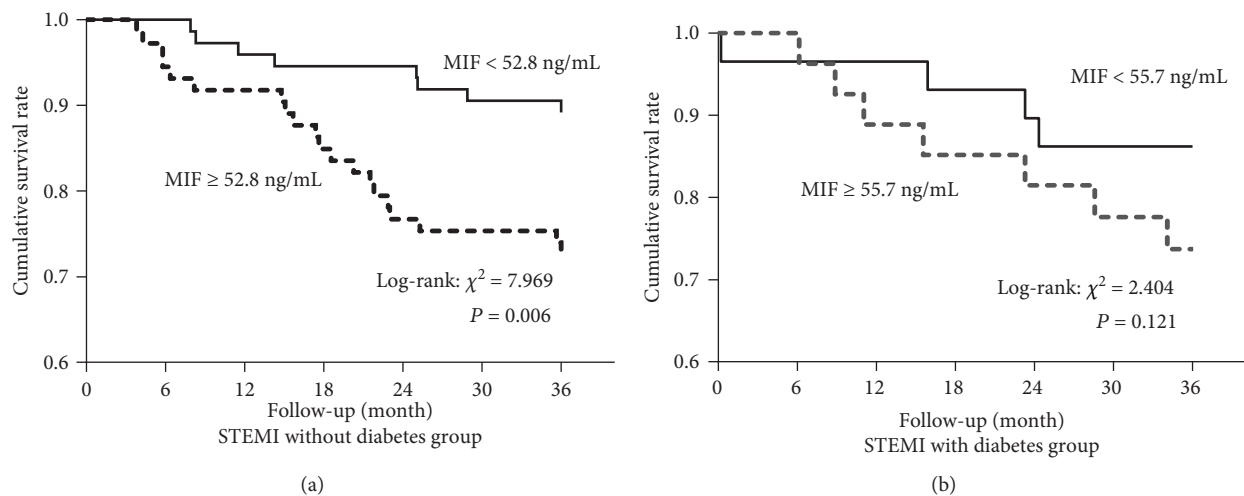 Cumulative survival rate
1.0
0.9
0.8
0.7
0.6
MIF < 52.8 ng/mL
MIF ≥ 52.8 ng/mL
Log-rank: χ² = 7.969
P = 0.006
0 6 12 18 24 30 36
Follow-up (month)
STEMI without diabetes group
(a)
Cumulative survival rate
1.0
0.9
0.8
0.7
0.6
MIF < 55.7 ng/mL
MIF ≥ 55.7 ng/mL
Log-rank: χ² = 2.404
P = 0.121
0 6 12 18 24 30 36
Follow-up (month)
STEMI with diabetes group
(b)